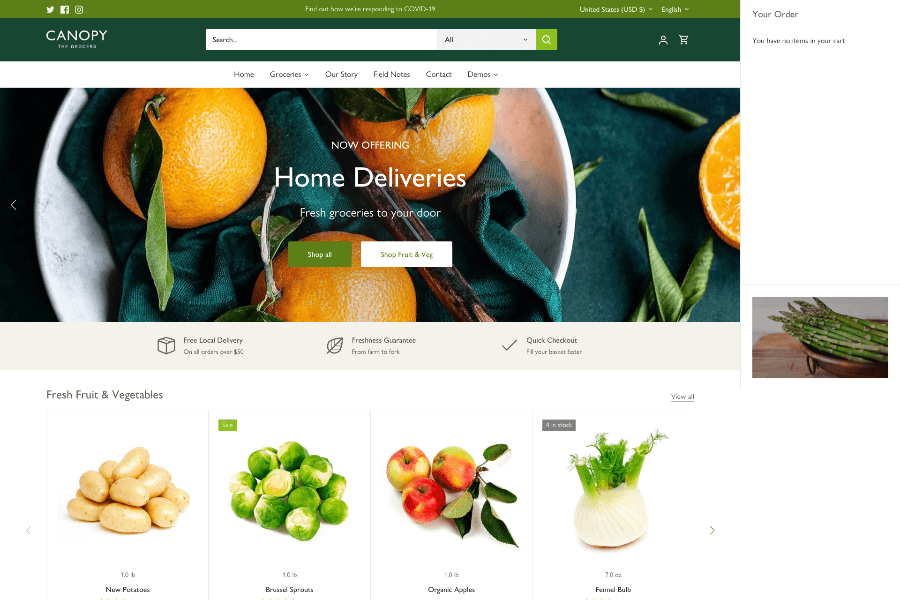 Find out how we're responding to COVID-19
United States (USD $)
English
CANOPY
THE GROCERS
Search...
All
Home
Groceries
Our Story
Field Notes
Contact
Demos
Your Order
You have no items in your cart
NOW OFFERING
Home Deliveries
Fresh groceries to your door
Shop all
Shop Fruit & Veg
Free Local Delivery
On all orders over $50
Freshness Guarantee
From farm to fork
Quick Checkout
Fill your basket faster
Fresh Fruit & Vegetables
View all
Sale
4 in stock
1.0 lb
New Potatoes
1.0 lb
Brussel Sprouts
1.0 lb
Organic Apples
7.0 oz
Fennel Bulb